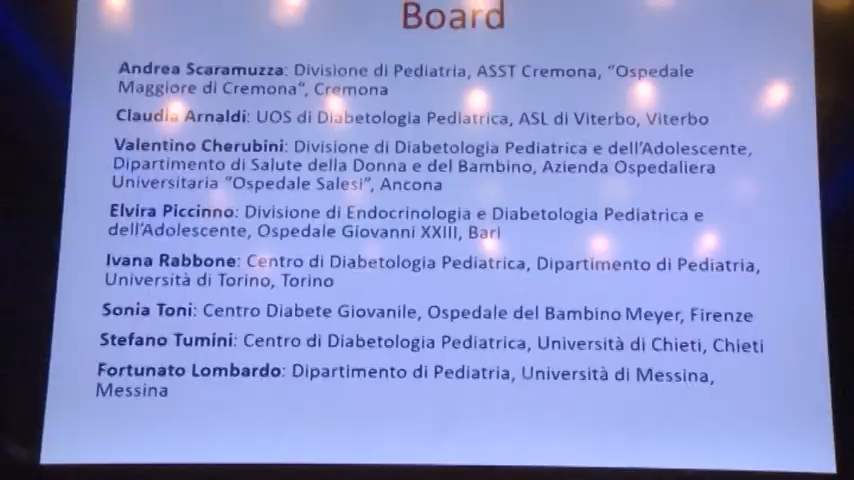 Board
Andrea Scaramuzza: Divisione di Pediatria, ASST Cremona, “Ospedale
Maggiore di Cremona”, Cremona
Claudia Arnaldi: UOS di Diabetologia Pediatrica, ASL di Viterbo, Viterbo
Valentino Cherubini: Divisione di Diabetologia Pediatrica e dell’Adolescente,
Dipartimento di Salute della Donna e del Bambino, Azienda Ospedaliera
Universitaria “Ospedale Salesi”, Ancona
Elvira Piccinno: Divisione di Endocrinologia e Diabetologia Pediatrica e
dell’Adolescente, Ospedale Giovanni XXIII, Bari
Ivana Rabbone: Centro di Diabetologia Pediatrica, Dipartimento di Pediatria,
Università di Torino, Torino
Sonia Toni: Centro Diabete Giovanile, Ospedale del Bambino Meyer, Firenze
Stefano Tumini: Centro di Diabetologia Pediatrica, Università di Chieti, Chieti
Fortunato Lombardo: Dipartimento di Pediatria, Università di Messina,
Messina